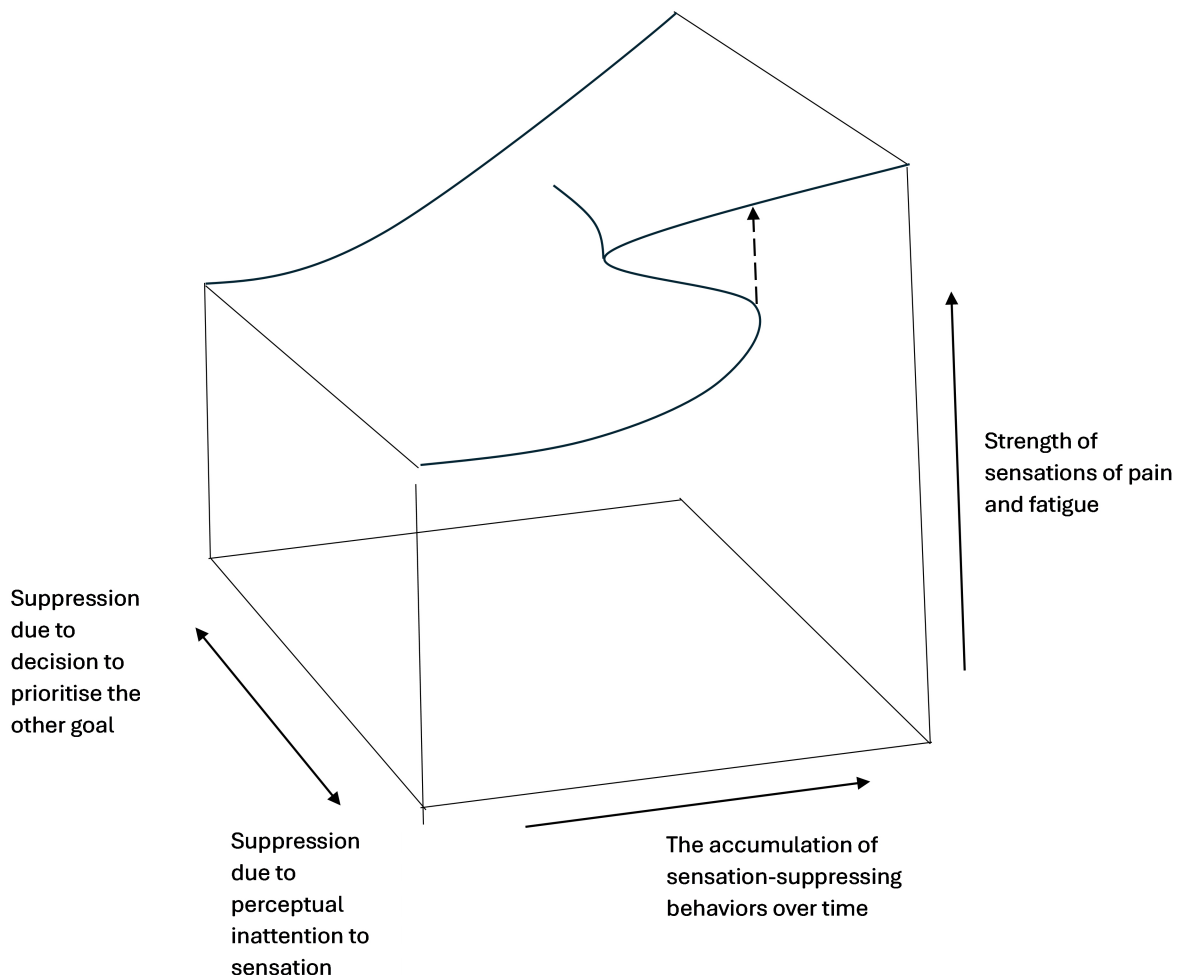 Strength of
sensations of pain
and fatigue
Suppression
due to
decision to
prioritise the
other goal
Suppression
due to
perceptual
inattention to
sensation
The accumulation of
sensation-suppressing
behaviors over time